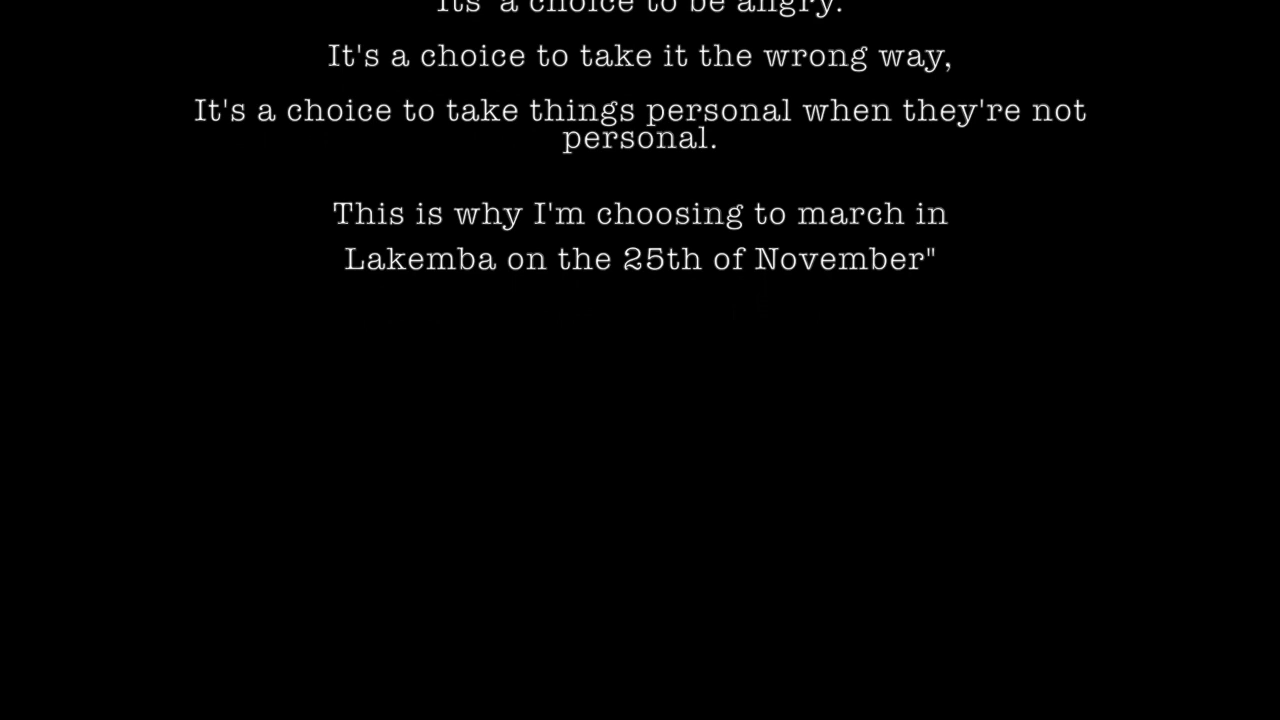 Its' a choice to be angry.
It's a choice to take it the wrong way,
It's a choice to take things personal when they're not
personal.
This is why I'm choosing to march in
Lakemba on the 25th of November"